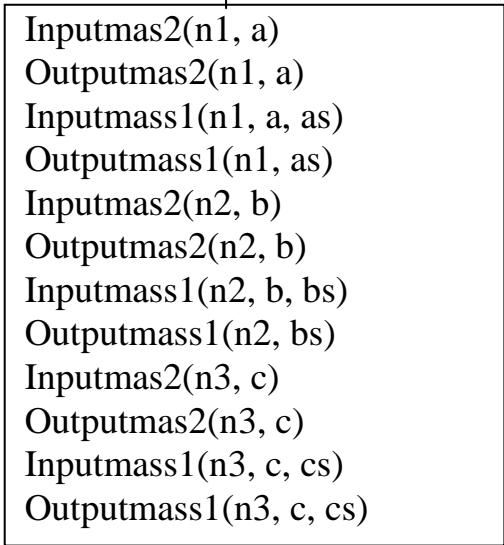 Inputmas2(n1, a)
Outputmas2(n1, a)
Inputmass1(n1, a, as)
Outputmass1(n1, as)
Inputmas2(n2, b)
Outputmas2(n2, b)
Inputmass1(n2, b, bs)
Outputmass1(n2, bs)
Inputmas2(n3, c)
Outputmas2(n3, c)
Inputmass1(n3, c, cs)
Outputmass1(n3, c, cs)